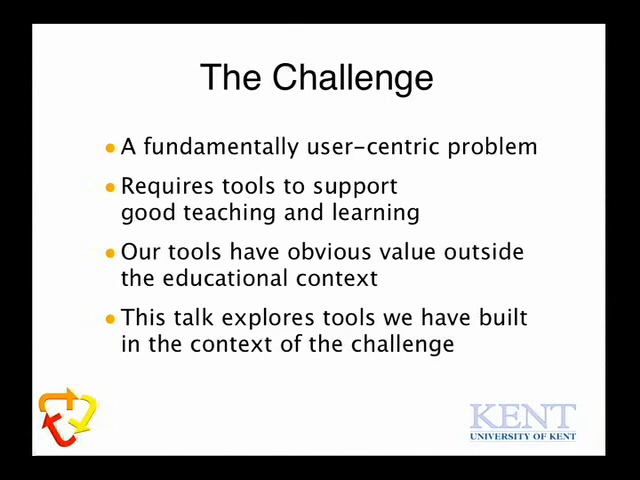 The Challenge
• A fundamentally user-centric problem
• Requires tools to support
good teaching and learning
• Our tools have obvious value outside
the educational context
• This talk explores tools we have built
in the context of the challenge
KENT
UNIVERSITY OF KENT